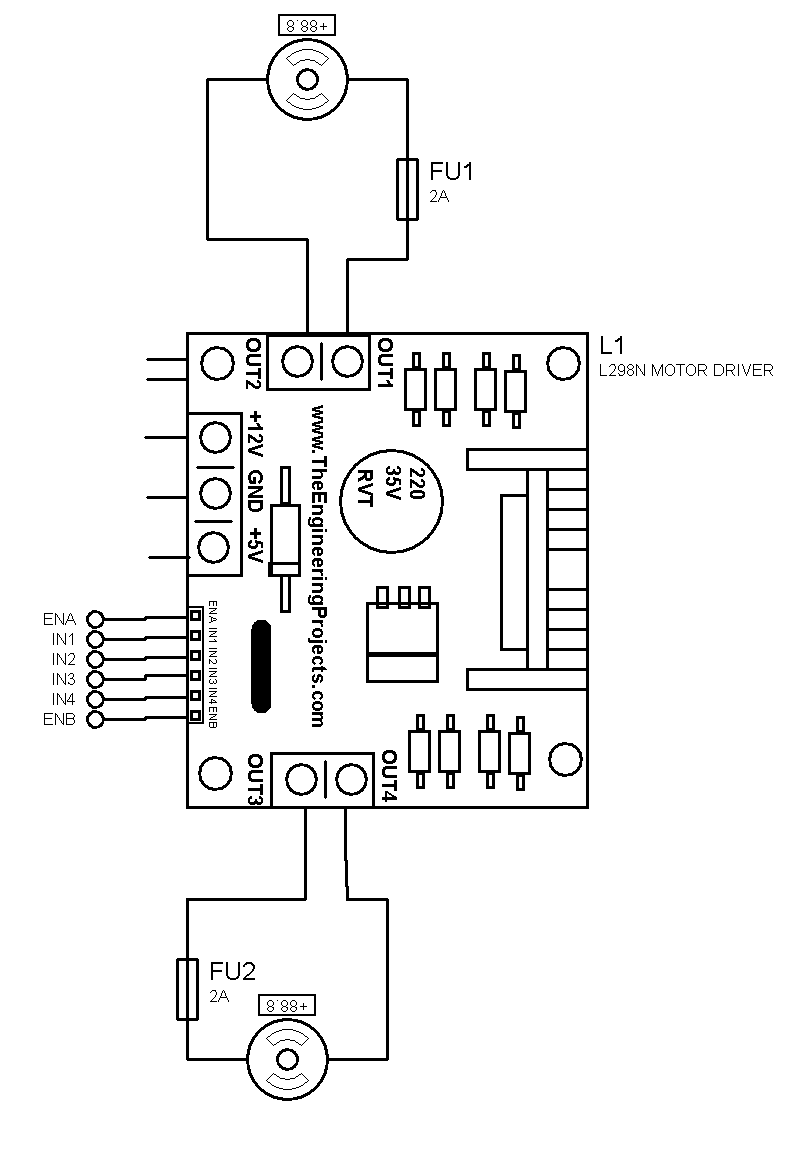 +88.8
FU1
2A
L1
L298N MOTOR DRIVER
OUT2
OUT1
+12V
GND
+5V
www.TheEngineeringProjects.com
220
35V
RVT
ENA
IN1
IN2
IN3
IN4
ENB
ENA
IN1
IN2
IN3
IN4
ENB
OUT3
OUT4
FU2
2A
+88.8